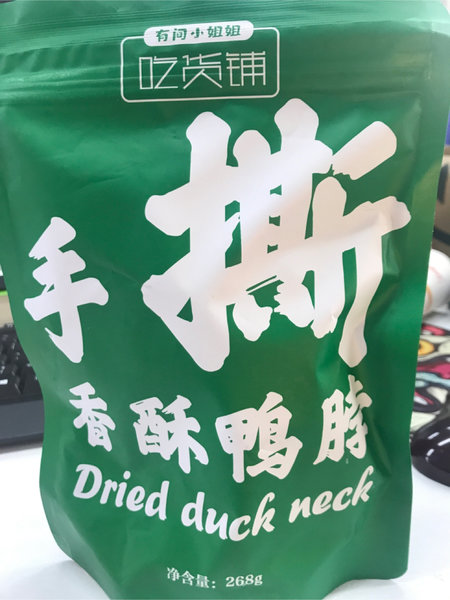 有问小姐姐
吃货铺
手撕
香酥鸭脖
Dried duck neck
净含量：268g